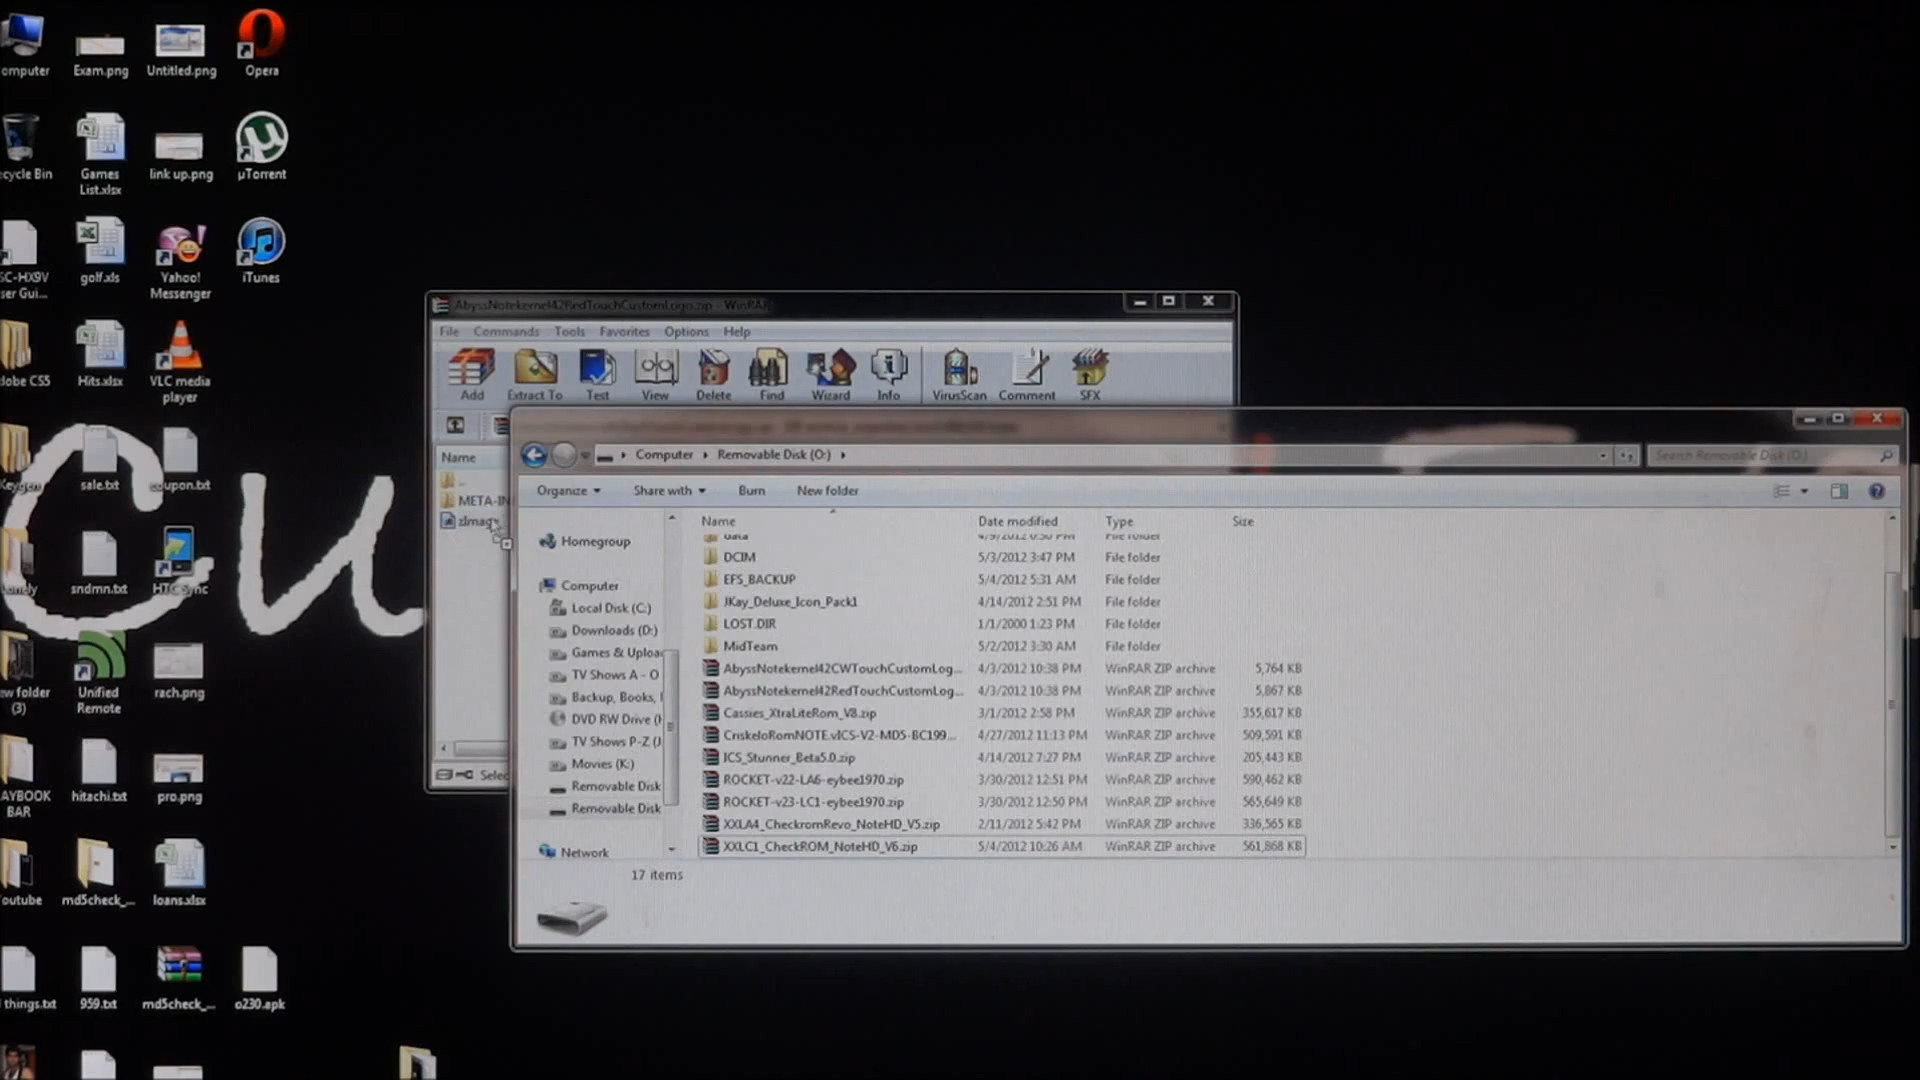 omputer
Exam.png
Untitled.png
Opera
ecycle Bin
Games List.xlsx
link up.png
µTorrent
SC-HX9V
ser Gui...
golf.xls
Yahoo! Messenger
iTunes
dobe CS5
Hits.xlsx
VLC media player
Keygen
sale.txt
coupon.txt
sndmn.txt
HTC Sync
ew folder (3)
Unified Remote
rach.png
AYBOOK BAR
hitachi.txt
pro.png
outube
md5check_...
loans.xlsx
things.txt
959.txt
md5check_...
o230.apk
Cu
AbyssNotekernel42RedTouchCustomLogo.zip - WinRAR
File Commands Tools Favorites Options Help
Add Extract To Test View Delete Find Wizard Info VirusScan Comment SFX
Name
..
META-IN
zImage
Selec
Computer Removable Disk (O:)
Search Removable Disk (O:)
Organize Share with Burn New folder
Name Date modified Type Size
Homegroup
Computer
Local Disk (C:)
Downloads (D:)
Games & Uploa
TV Shows A - O
Backup, Books, I
DVD RW Drive (I
TV Shows P-Z (J
Movies (K:)
Removable Disk
Removable Disk
Network
data 4/9/2012 6:50 PM File folder
DCIM 5/3/2012 3:47 PM File folder
EFS_BACKUP 5/4/2012 5:31 AM File folder
JKay_Deluxe_Icon_Pack1 4/14/2012 2:51 PM File folder
LOST.DIR 1/1/2000 1:23 PM File folder
MidTeam 5/2/2012 3:30 AM File folder
AbyssNotekernel42CWTouchCustomLog... 4/3/2012 10:38 PM WinRAR ZIP archive 5,764 KB
AbyssNotekernel42RedTouchCustomLog... 4/3/2012 10:38 PM WinRAR ZIP archive 5,867 KB
Cassies_XtraLiteRom_V8.zip 3/1/2012 2:58 PM WinRAR ZIP archive 355,617 KB
CriskeloRomNOTE.vICS-V2-MD5-BC199... 4/27/2012 11:13 PM WinRAR ZIP archive 509,591 KB
ICS_Stunner_Beta5.0.zip 4/14/2012 7:27 PM WinRAR ZIP archive 205,443 KB
ROCKET-v22-LA6-eybee1970.zip 3/30/2012 12:51 PM WinRAR ZIP archive 590,462 KB
ROCKET-v23-LC1-eybee1970.zip 3/30/2012 12:50 PM WinRAR ZIP archive 565,649 KB
XXLA4_CheckromRevo_NoteHD_V5.zip 2/11/2012 5:42 PM WinRAR ZIP archive 336,565 KB
XXLC1_CheckROM_NoteHD_V6.zip 5/4/2012 10:26 AM WinRAR ZIP archive 561,868 KB
17 items